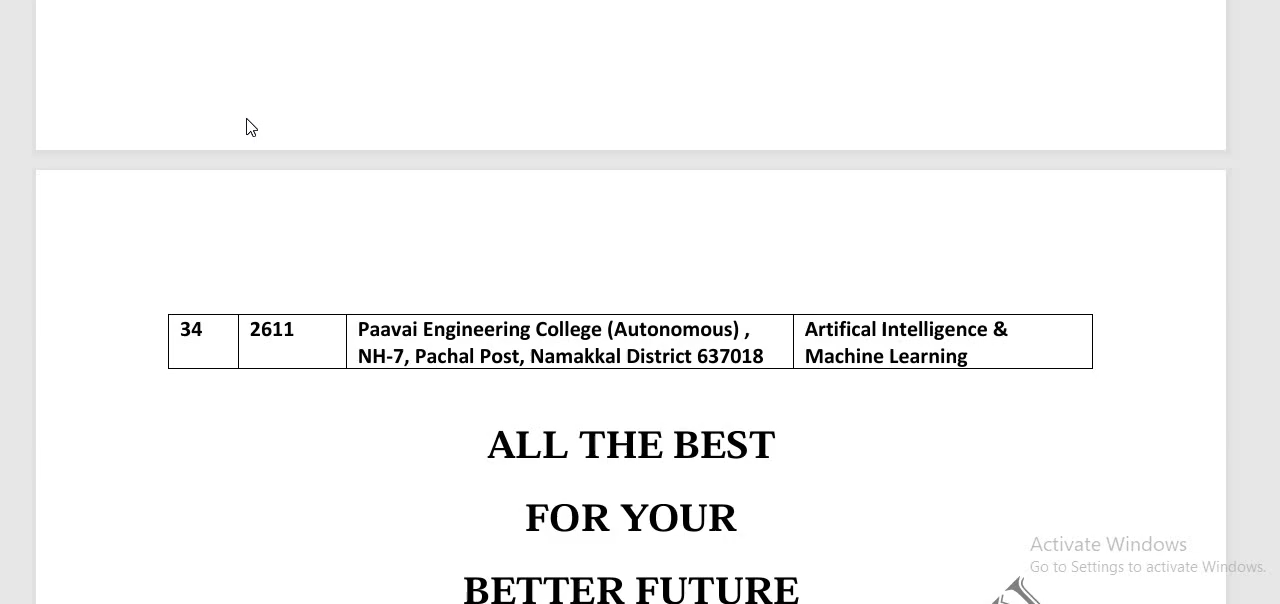 34 2611 Paavai Engineering College (Autonomous) , Artifical Intelligence &
NH-7, Pachal Post, Namakkal District 637018 Machine Learning
ALL THE BEST
FOR YOUR
BETTER FUTURE
Activate Windows
Go to Settings to activate Windows.